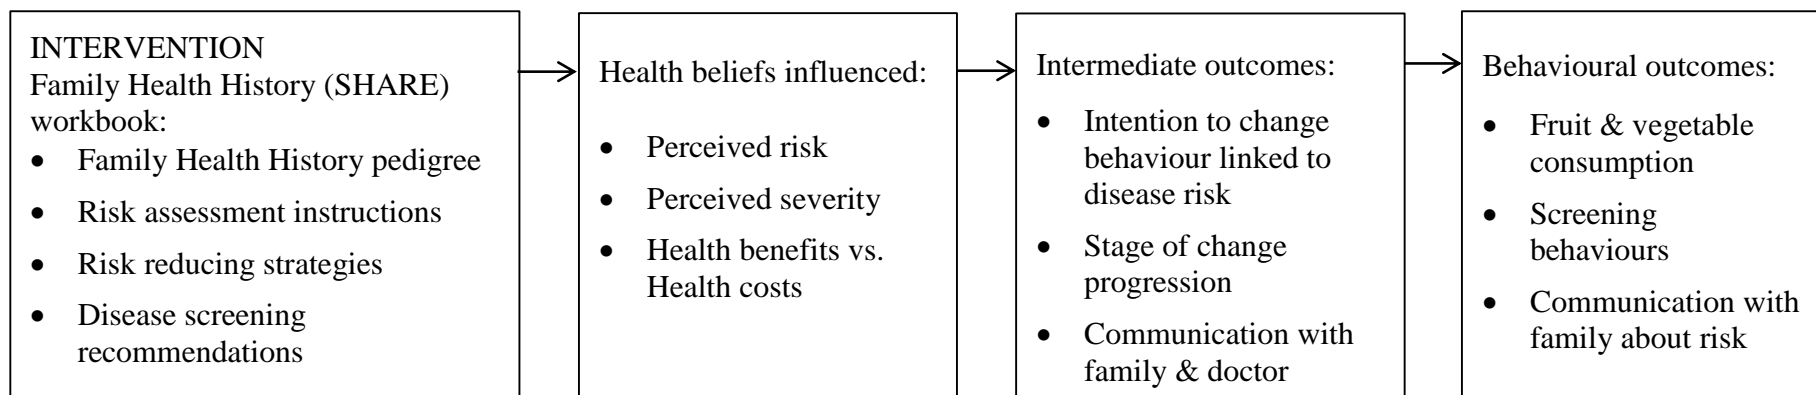 INTERVENTION
Family Health History (SHARE)
workbook:
• Family Health History pedigree
• Risk assessment instructions
• Risk reducing strategies
• Disease screening
recommendations
Health beliefs influenced:
• Perceived risk
• Perceived severity
• Health benefits vs.
Health costs
Intermediate outcomes:
• Intention to change
behaviour linked to
disease risk
• Stage of change
progression
• Communication with
family & doctor
Behavioural outcomes:
• Fruit & vegetable
consumption
• Screening
behaviours
• Communication with
family about risk